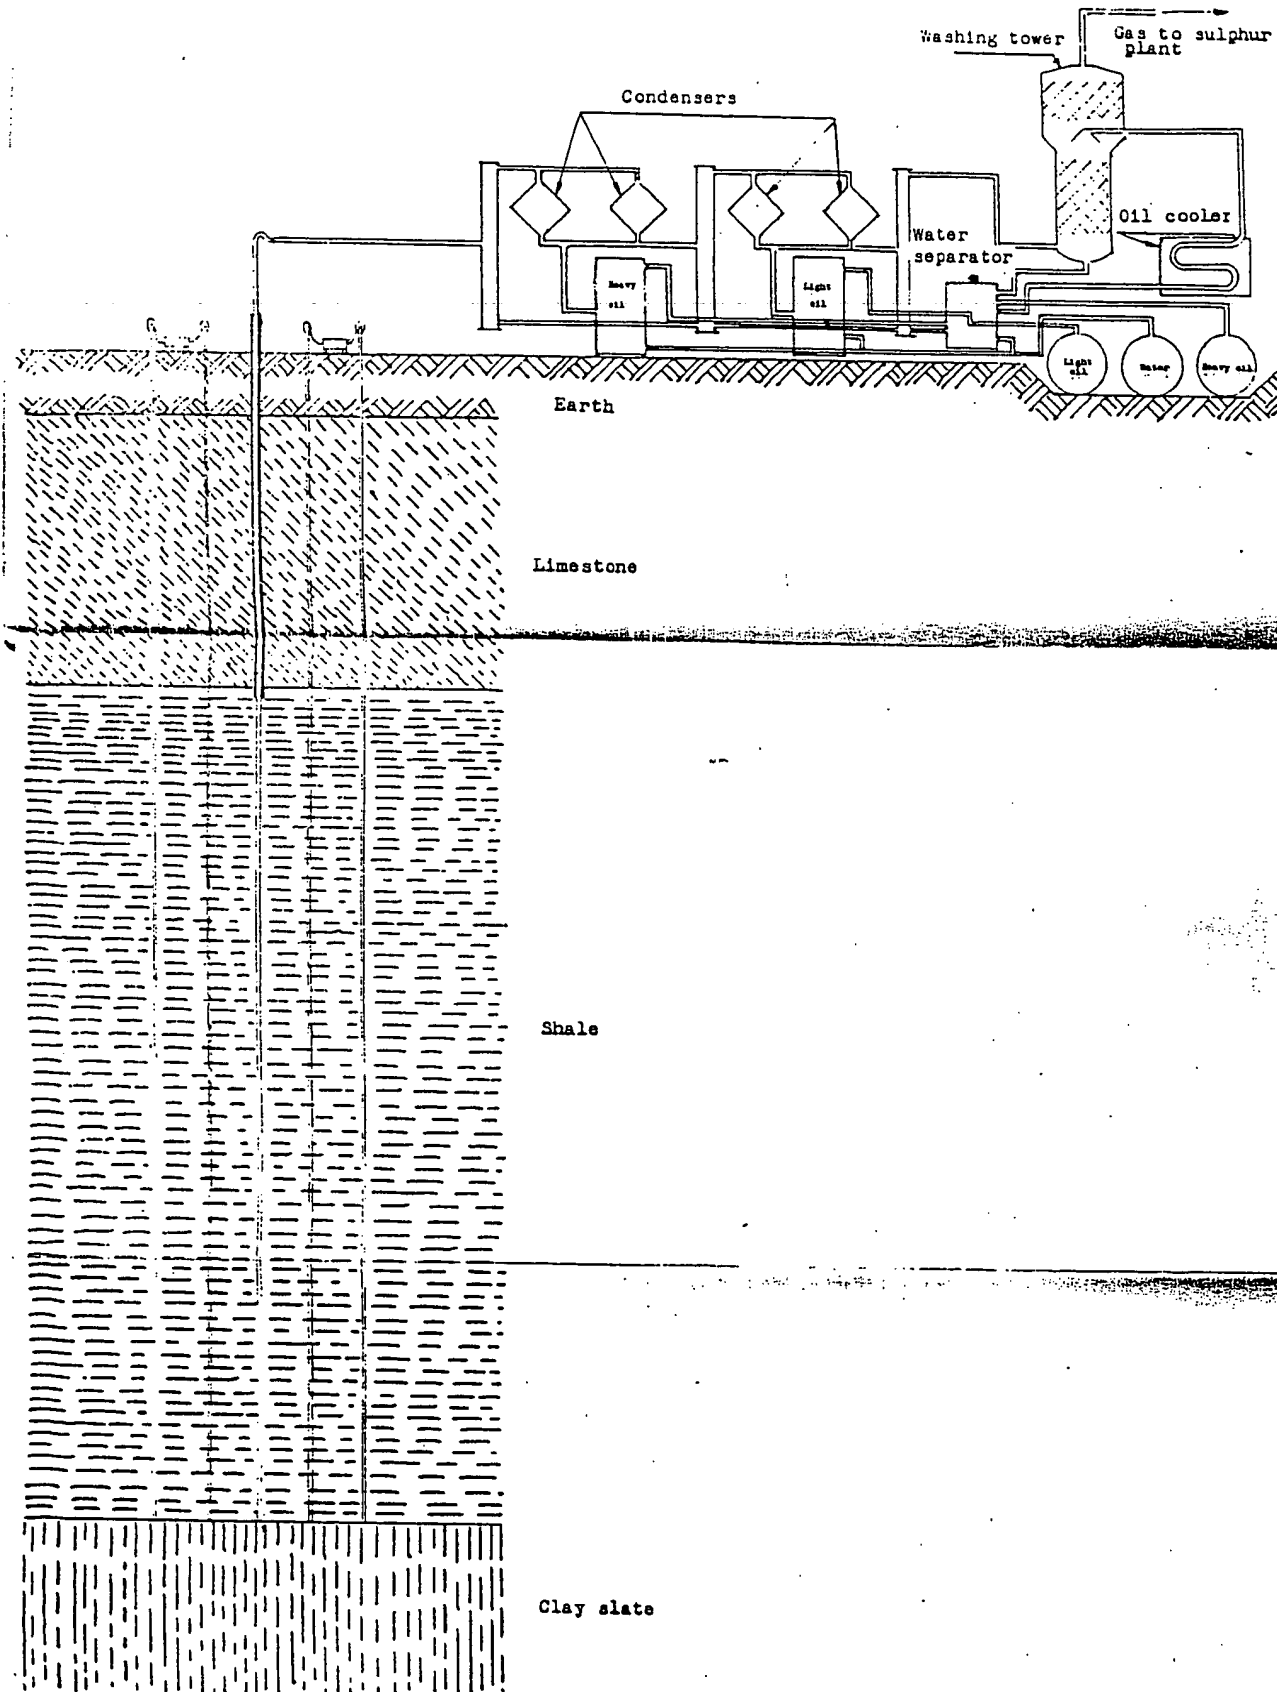 Washing tower
Gas to sulphur
plant
Condensers
Oil cooler
Water
separator
Heavy
oil
Light
oil
Light
oil
Water
Heavy oil
Earth
Limestone
Shale
Clay slate